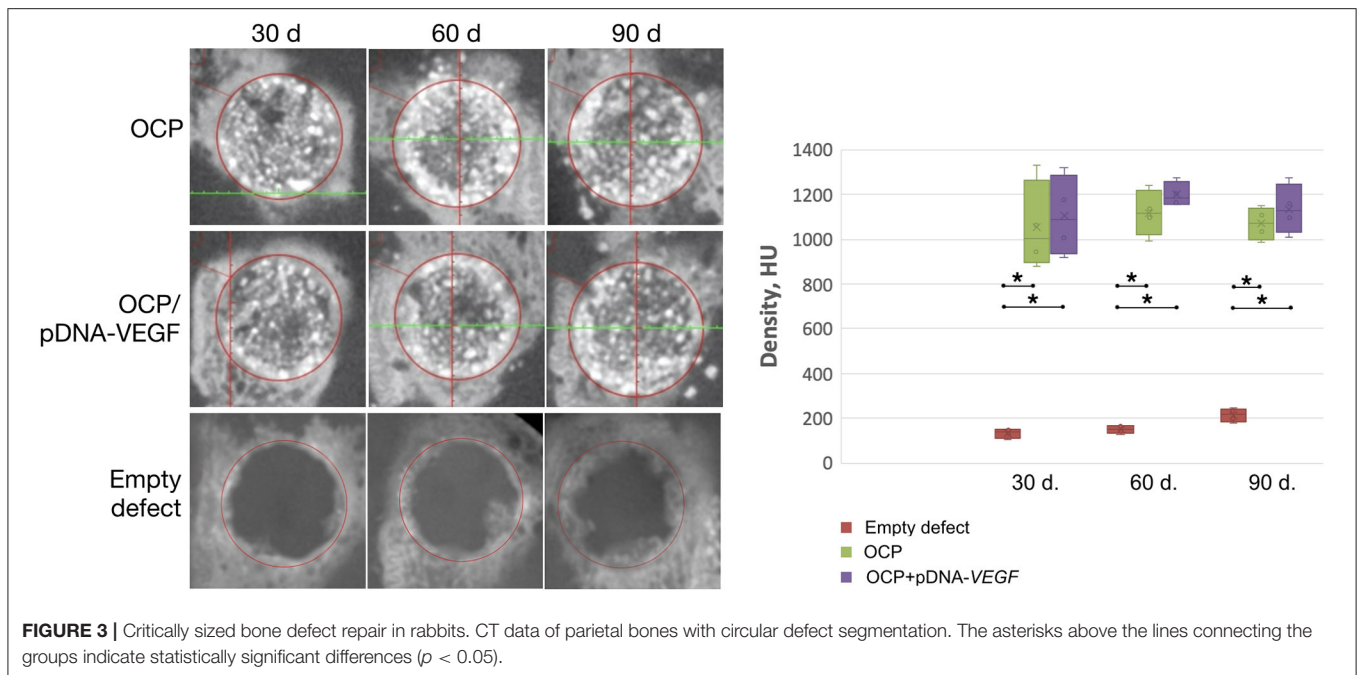 30 d
60 d
90 d
OCP
OCP/
pDNA-VEGF
Empty
defect
Density, HU
1400
1200
1000
800
600
400
200
0
*
*
*
*
*
*
30 d.
60 d.
90 d.
Empty defect
OCP
OCP+pDNA-VEGF
FIGURE 3 | Critically sized bone defect repair in rabbits. CT data of parietal bones with circular defect segmentation. The asterisks above the lines connecting the
groups indicate statistically significant differences (p < 0.05).